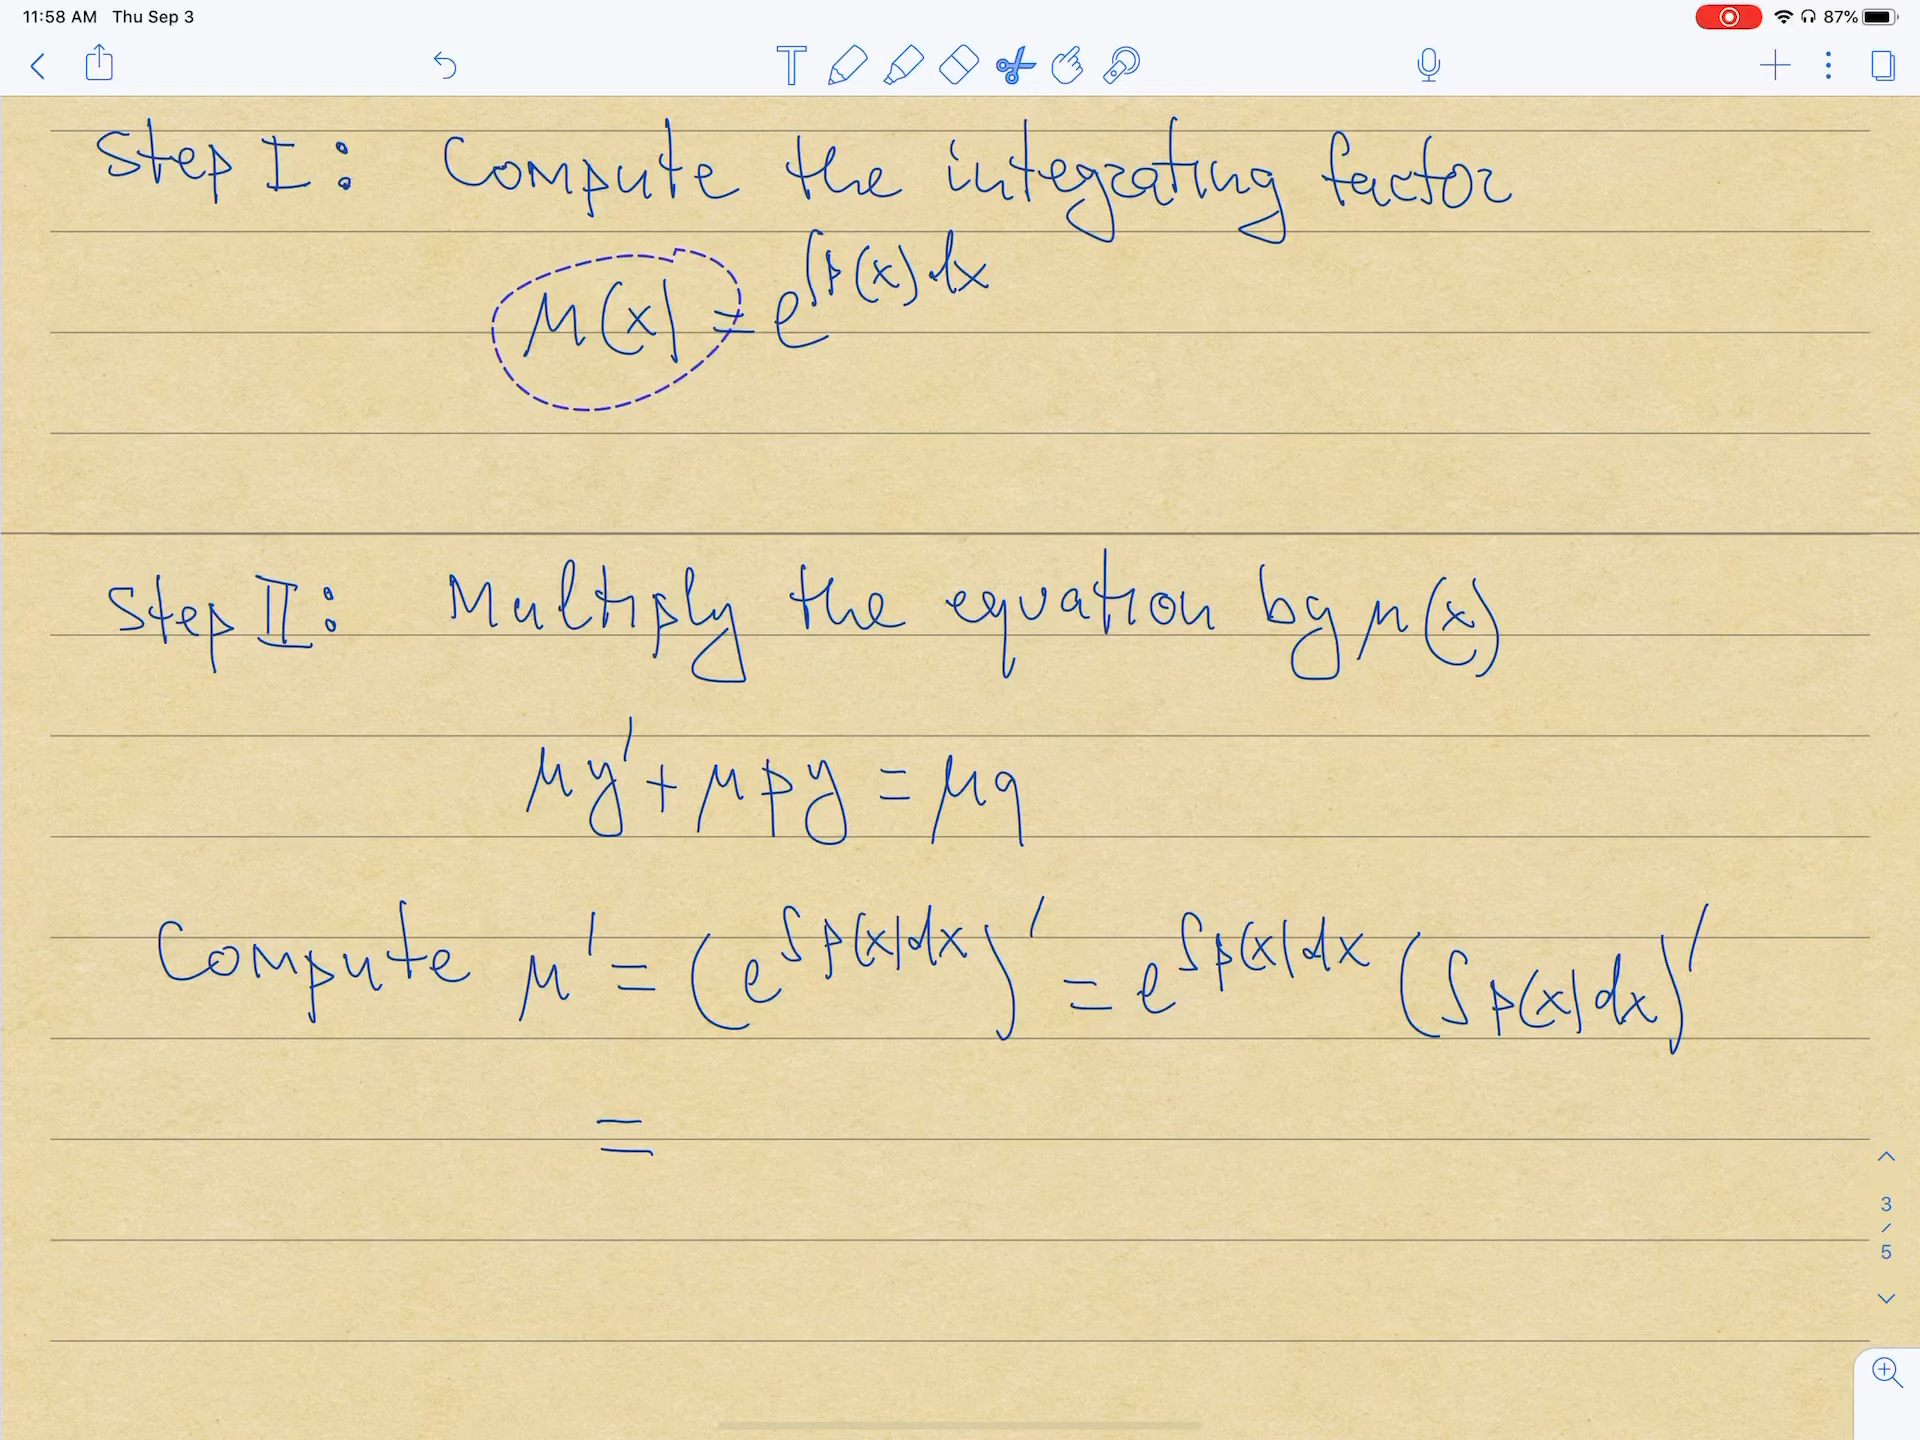 11:58 AM Thu Sep 3 87%
T
Step I: Compute the integrating factor
μ(x) = e^∫p(x)dx
Step II: Multiply the equation by μ(x)
μy' + μpy = μq
Compute μ' = (e^∫p(x)dx)' = e^∫p(x)dx (∫p(x)dx)'
=
3
/
5